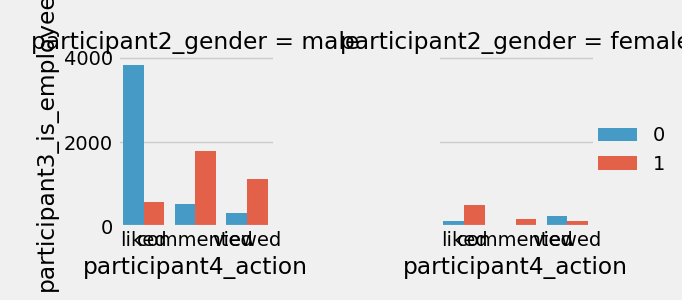 participant2_gender = male
participant2_gender = female
participant3_is_employee
4000
2000
0
liked
commented
viewed
participant4_action
liked
commented
viewed
participant4_action
0
1